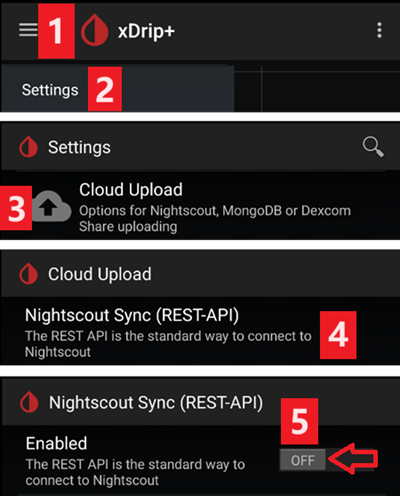 1 xDrip+
Settings 2
Settings
3 Cloud Upload
Options for Nightscout, MongoDB or Dexcom
Share uploading
Cloud Upload
Nightscout Sync (REST-API)
The REST API is the standard way to connect to
Nightscout
4
Nightscout Sync (REST-API)
5
Enabled
The REST API is the standard way to
connect to Nightscout
OFF